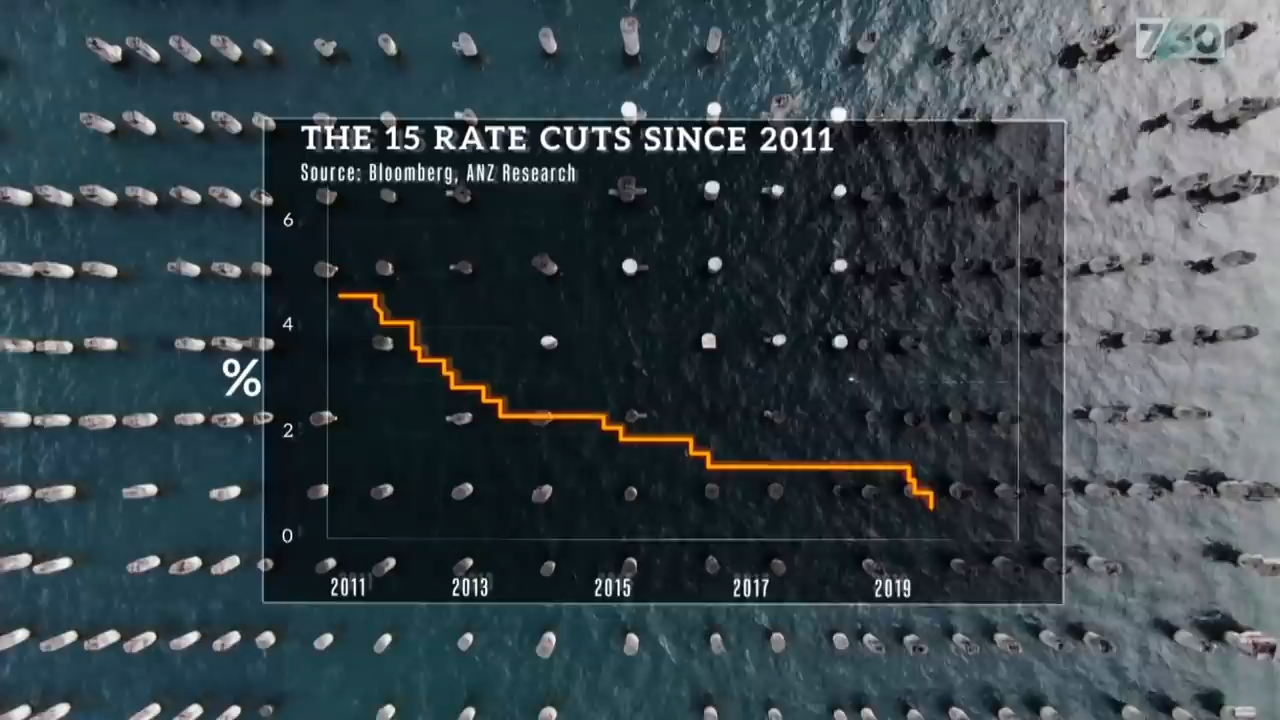 7.30
THE 15 RATE CUTS SINCE 2011
Source: Bloomberg, ANZ Research
6
4
%
2
0
2011 2013 2015 2017 2019